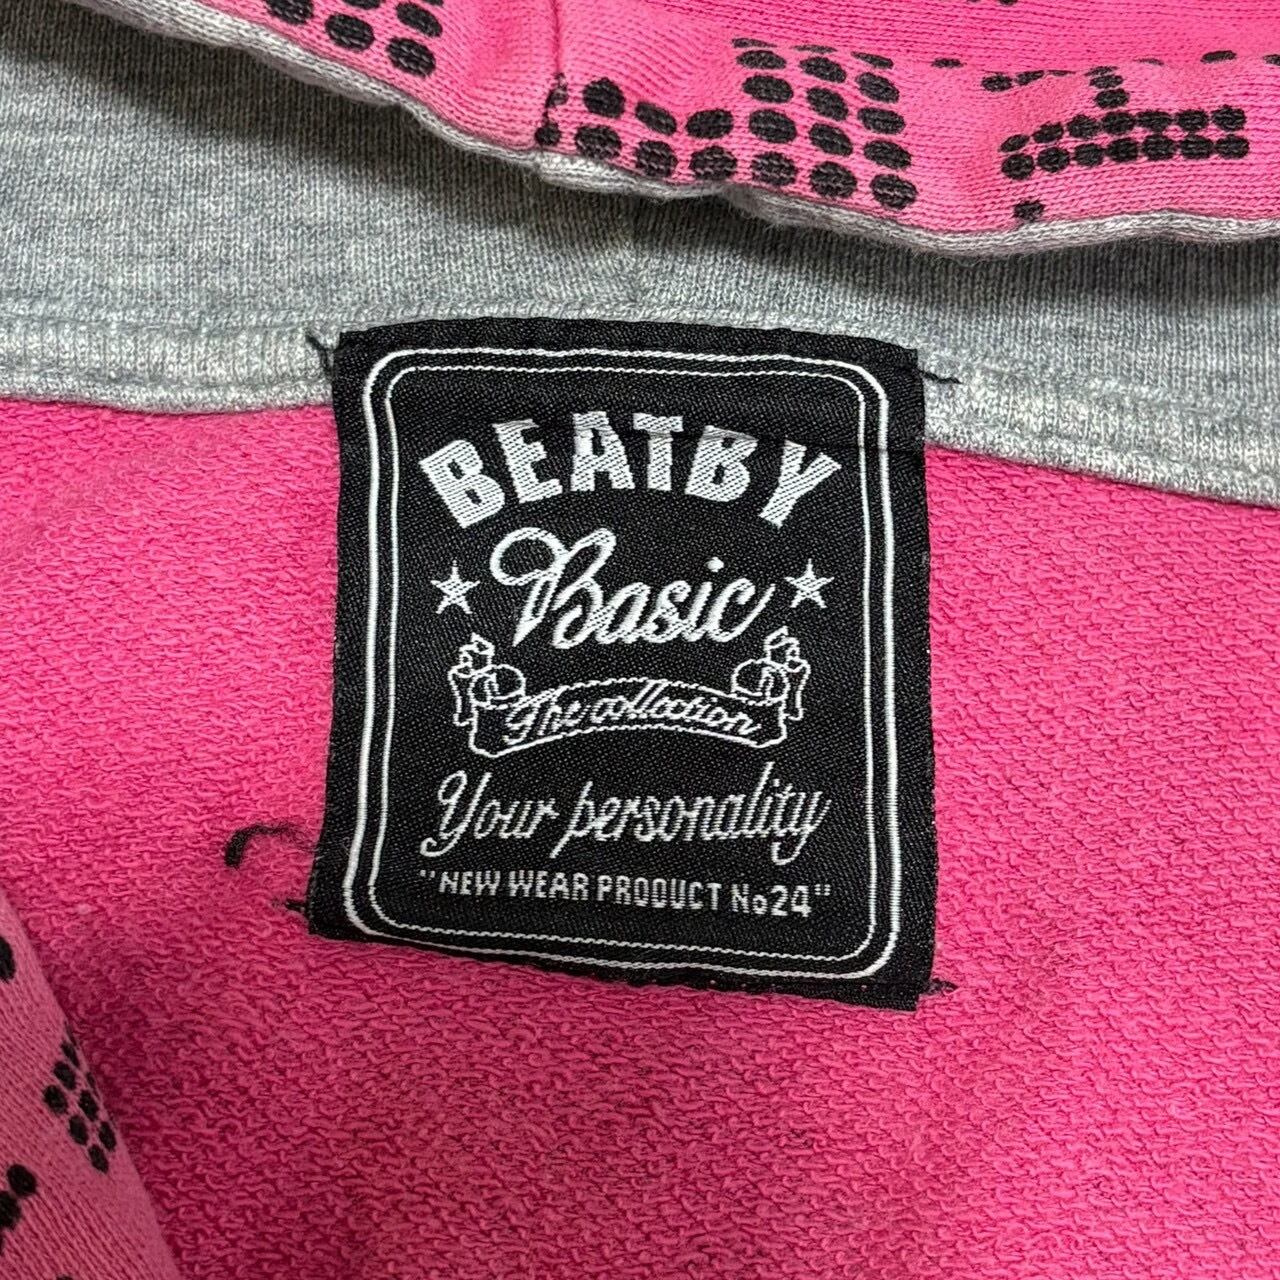 BEATBY
Basic
The collection
Your personality
"NEW WEAR PRODUCT No24"